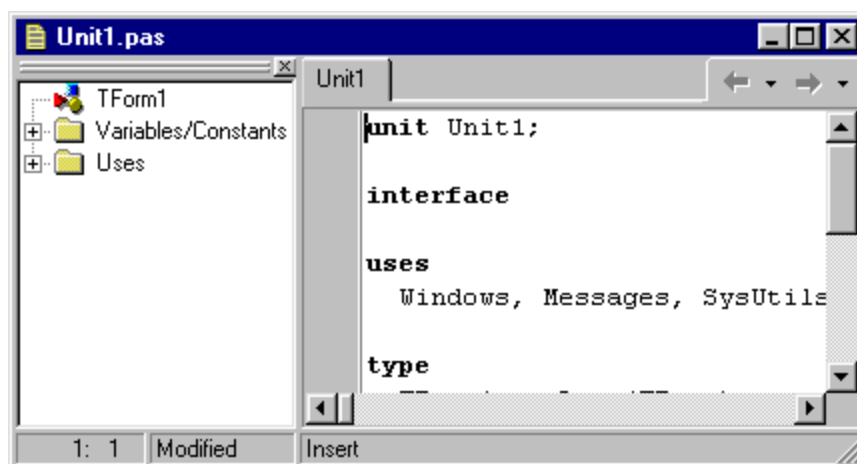 Unit1.pas
TForm1
Variables/Constants
Uses
Unit1
unit Unit1;
interface
uses
Windows, Messages, SysUtils
type
1: 1 Modified Insert